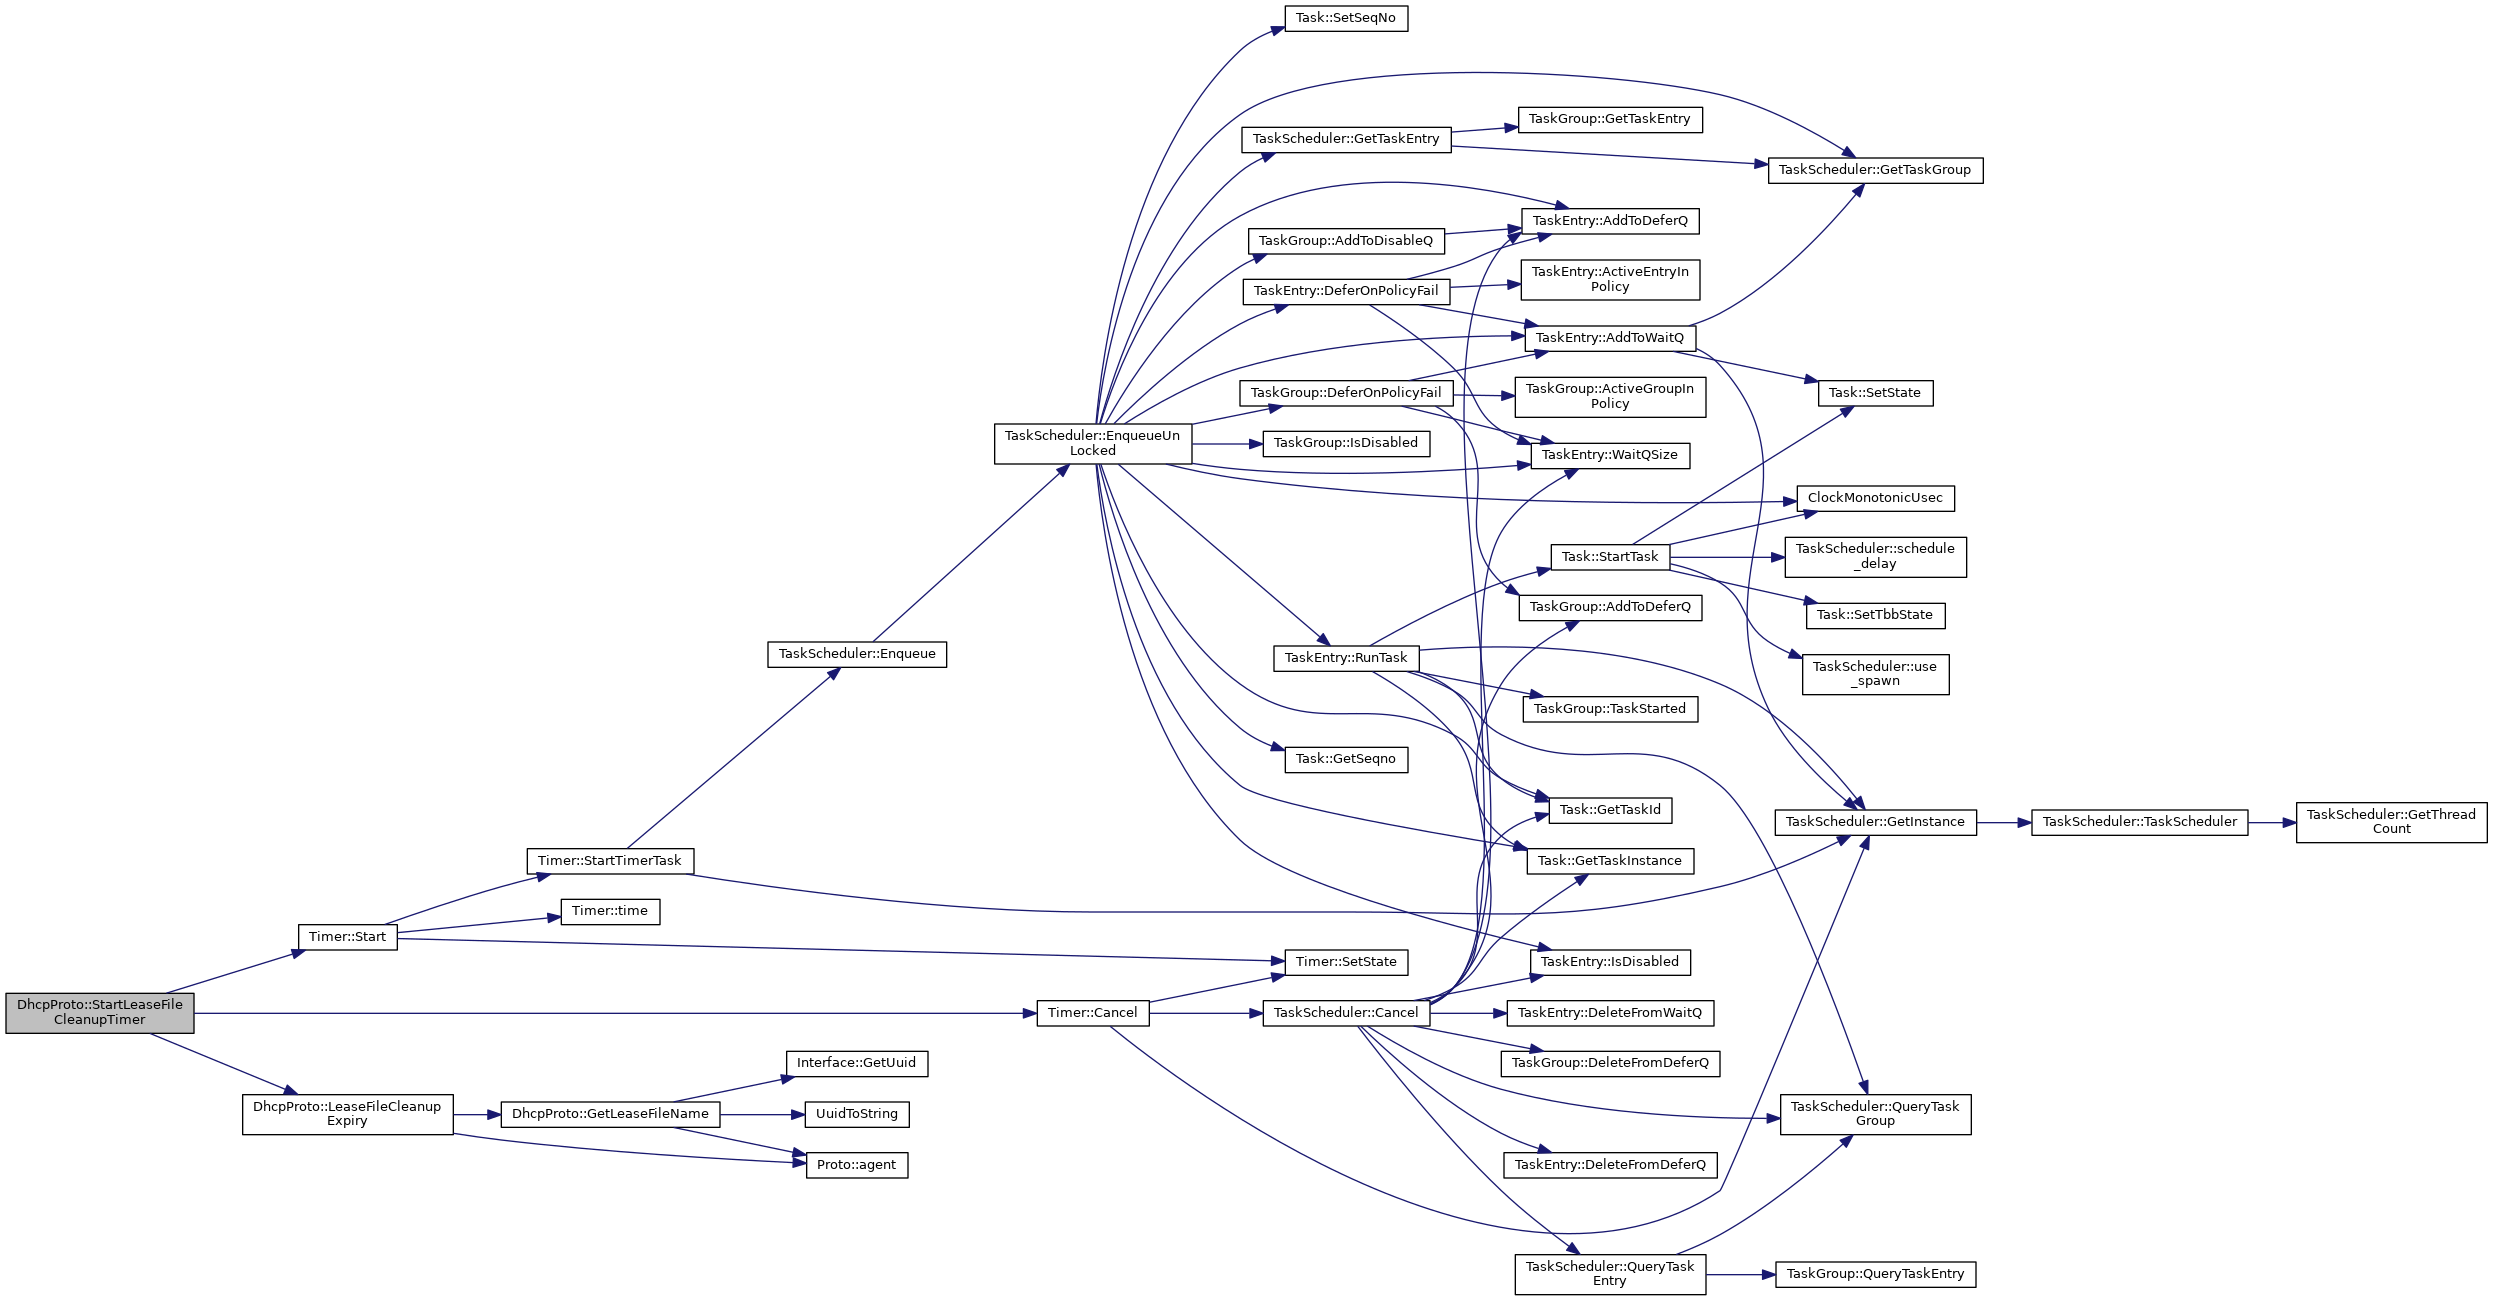 DhcpProto::StartLeaseFile
CleanupTimer
Timer::Start
DhcpProto::LeaseFileCleanup
Expiry
Timer::StartTimerTask
Timer::time
DhcpProto::GetLeaseFileName
TaskScheduler::Enqueue
Interface::GetUuid
UuidToString
Proto::agent
TaskScheduler::EnqueueUn
Locked
Timer::Cancel
Task::SetSeqNo
TaskScheduler::GetTaskEntry
TaskGroup::AddToDisableQ
TaskEntry::DeferOnPolicyFail
TaskGroup::DeferOnPolicyFail
TaskGroup::IsDisabled
TaskEntry::RunTask
Task::GetSeqno
Timer::SetState
TaskScheduler::Cancel
TaskGroup::GetTaskEntry
TaskEntry::AddToDeferQ
TaskEntry::ActiveEntryIn
Policy
TaskEntry::AddToWaitQ
TaskGroup::ActiveGroupIn
Policy
TaskEntry::WaitQSize
Task::StartTask
TaskGroup::AddToDeferQ
TaskGroup::TaskStarted
Task::GetTaskId
Task::GetTaskInstance
TaskEntry::IsDisabled
TaskEntry::DeleteFromWaitQ
TaskGroup::DeleteFromDeferQ
TaskEntry::DeleteFromDeferQ
TaskScheduler::QueryTask
Entry
TaskScheduler::GetTaskGroup
Task::SetState
ClockMonotonicUsec
TaskScheduler::schedule
_delay
Task::SetTbbState
TaskScheduler::use
_spawn
TaskScheduler::GetInstance
TaskScheduler::QueryTask
Group
TaskGroup::QueryTaskEntry
TaskScheduler::TaskScheduler
TaskScheduler::GetThread
Count